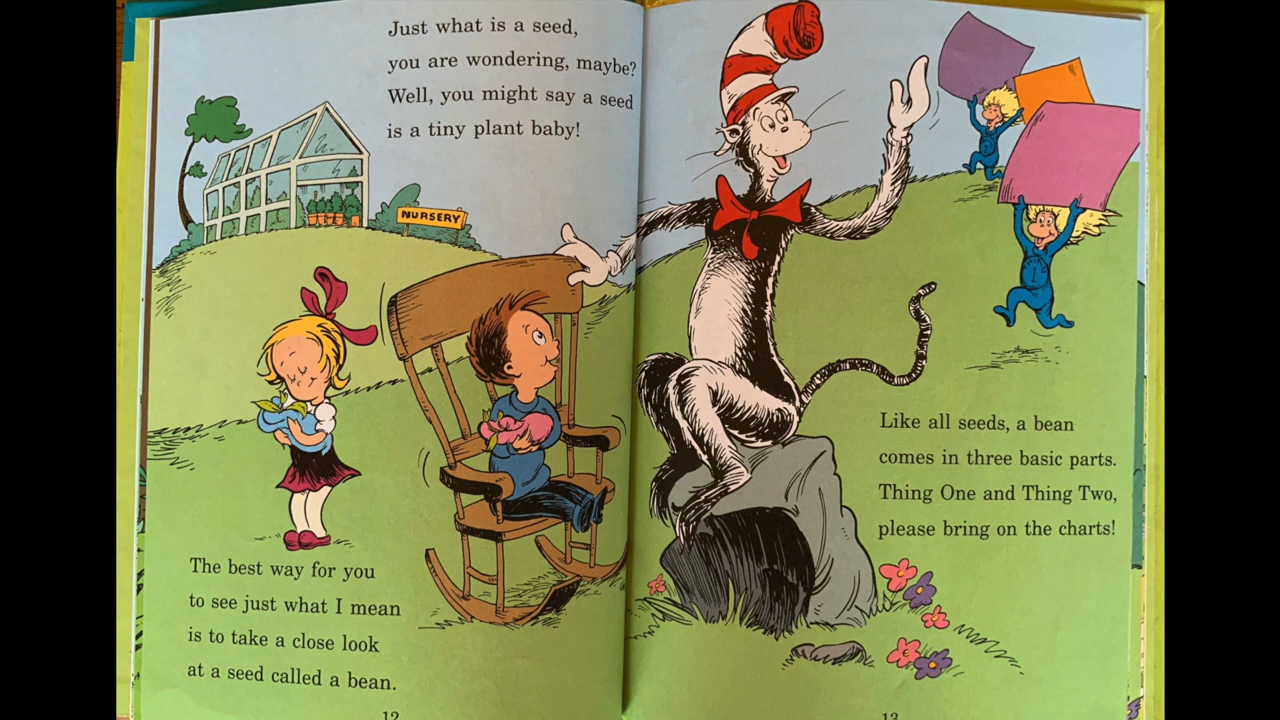 Just what is a seed,
you are wondering, maybe?
Well, you might say a seed
is a tiny plant baby!
NURSERY
The best way for you
to see just what I mean
is to take a close look
at a seed called a bean.
12
Like all seeds, a bean
comes in three basic parts.
Thing One and Thing Two,
please bring on the charts!
13